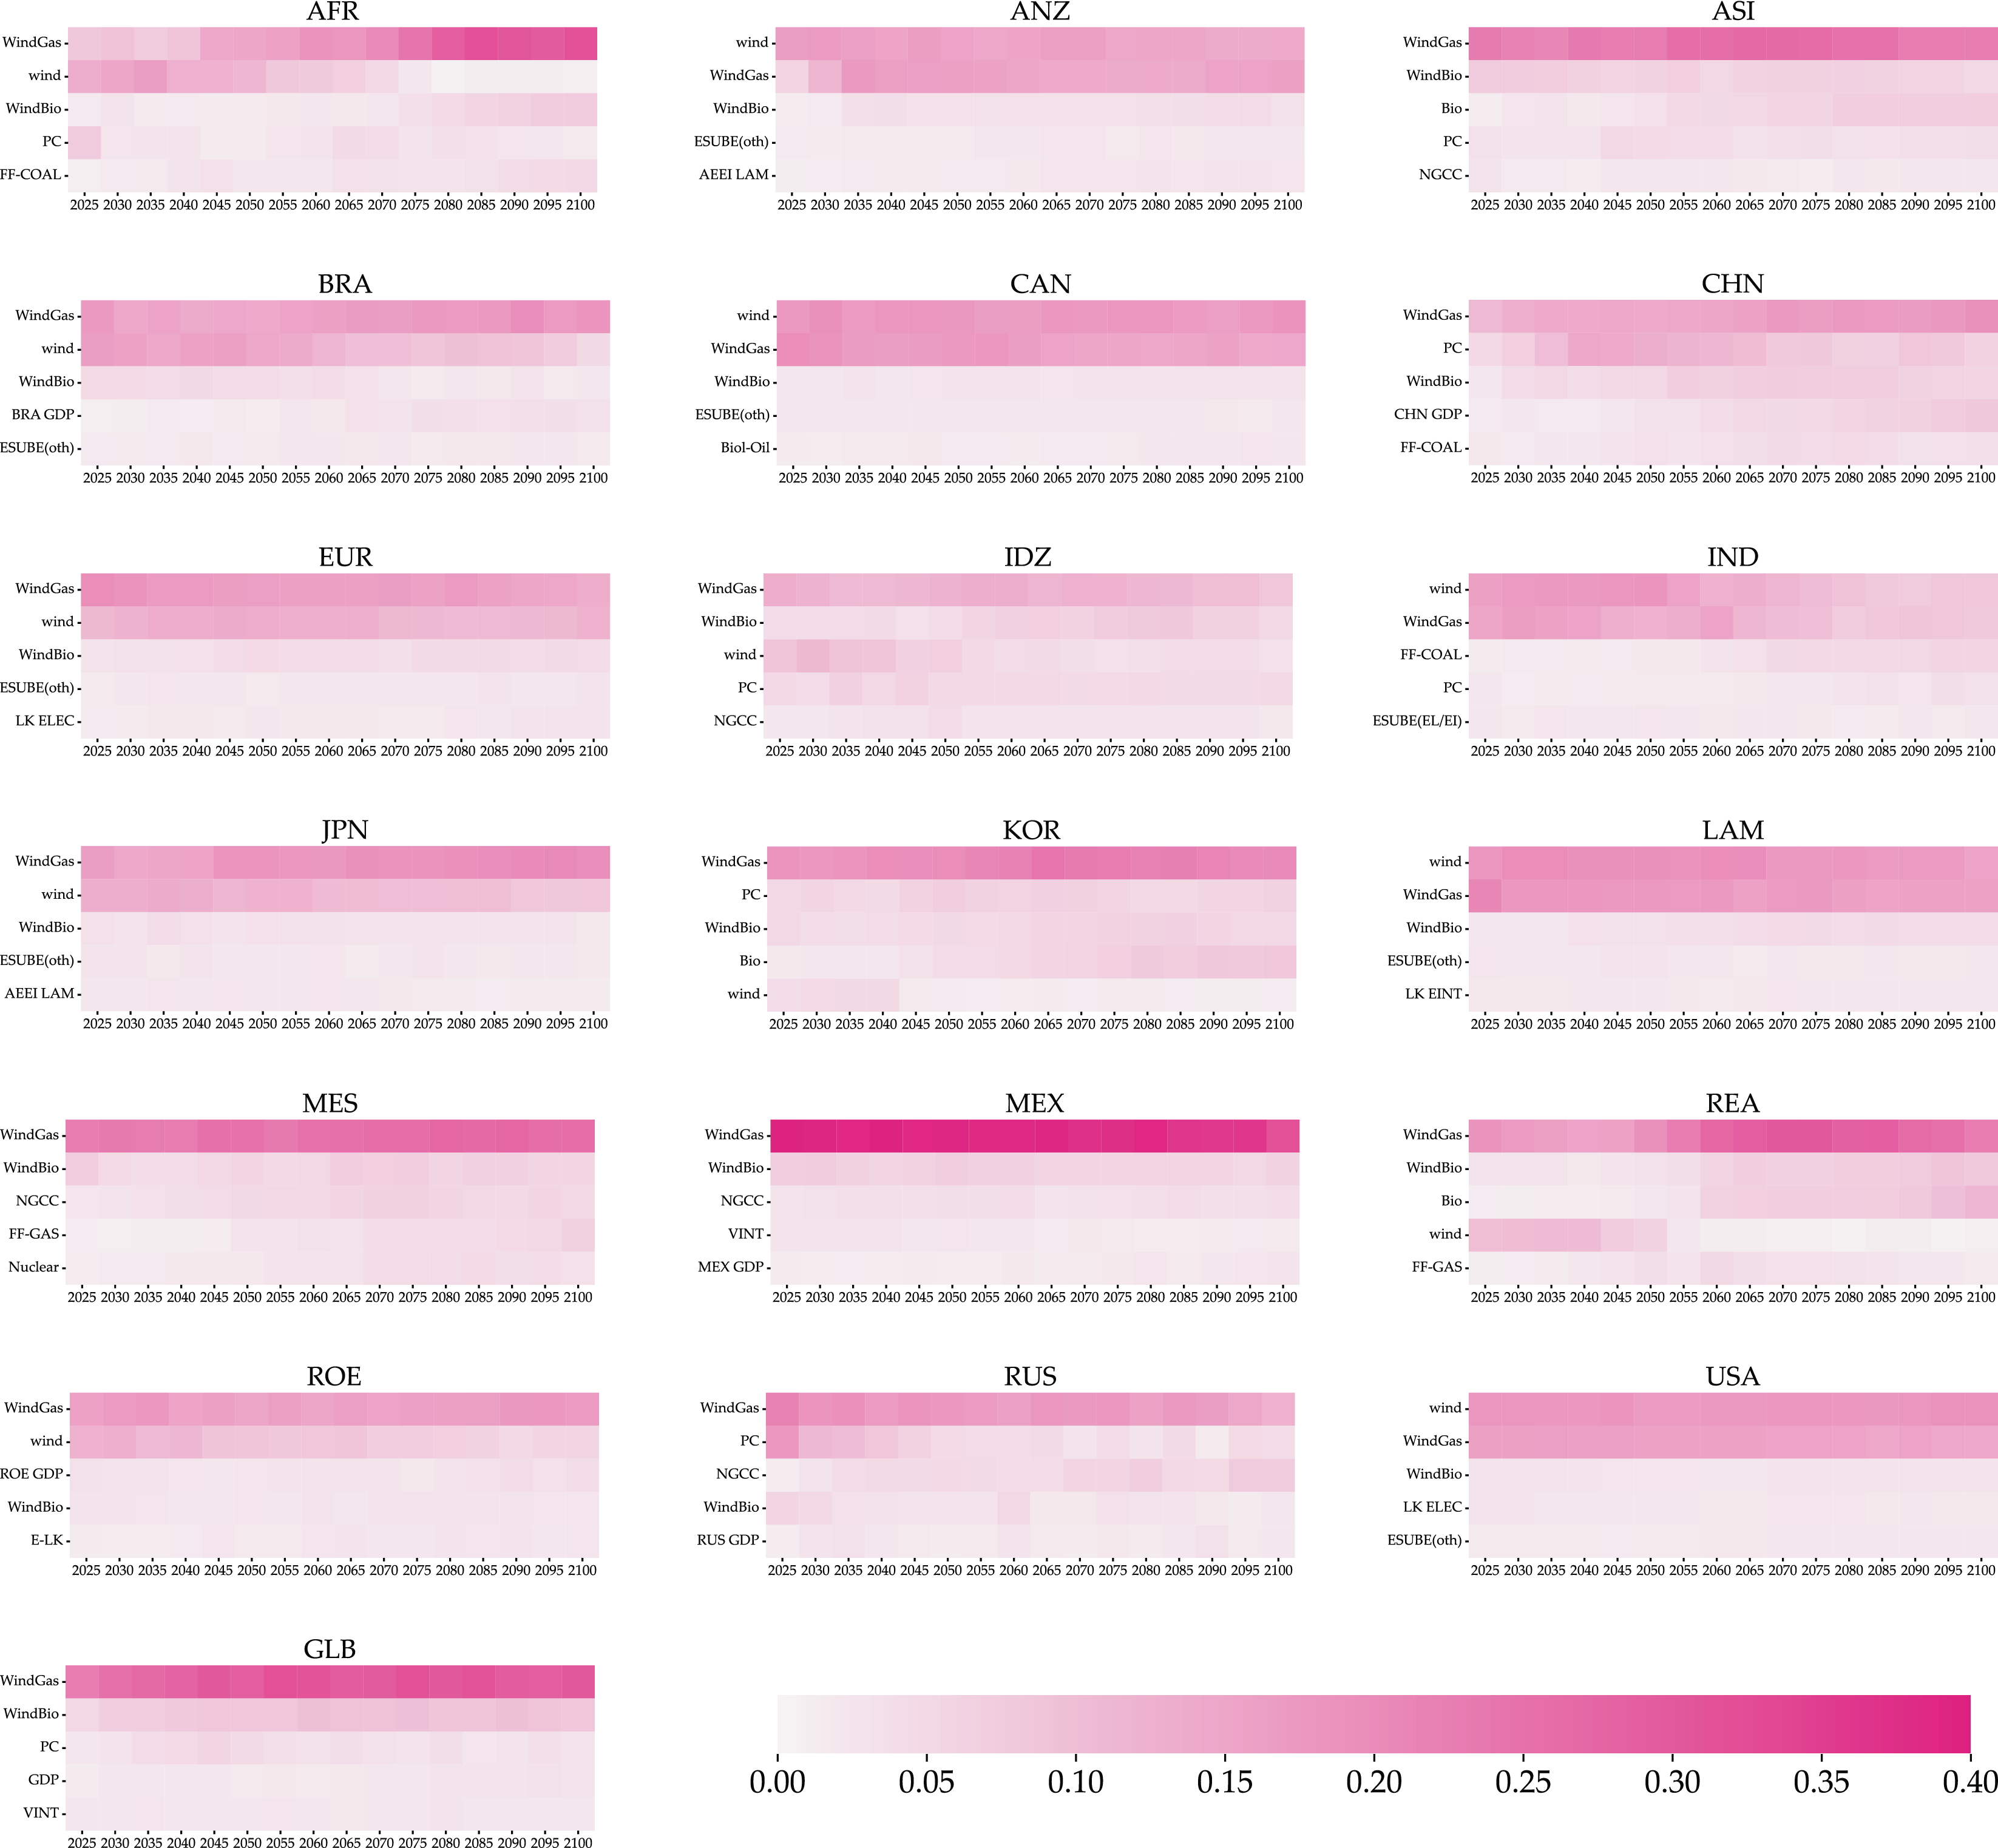 AFR
WindGas
wind
WindBio
PC
FF-COAL
2025 2030 2035 2040 2045 2050 2055 2060 2065 2070 2075 2080 2085 2090 2095 2100
ANZ
wind
WindGas
WindBio
ESUBE(oth)
AEEI LAM
2025 2030 2035 2040 2045 2050 2055 2060 2065 2070 2075 2080 2085 2090 2095 2100
ASI
WindGas
WindBio
Bio
PC
NGCC
2025 2030 2035 2040 2045 2050 2055 2060 2065 2070 2075 2080 2085 2090 2095 2100
BRA
WindGas
wind
WindBio
BRA GDP
ESUBE(oth)
2025 2030 2035 2040 2045 2050 2055 2060 2065 2070 2075 2080 2085 2090 2095 2100
CAN
wind
WindGas
WindBio
ESUBE(oth)
Biol-Oil
2025 2030 2035 2040 2045 2050 2055 2060 2065 2070 2075 2080 2085 2090 2095 2100
CHN
WindGas
PC
WindBio
CHN GDP
FF-COAL
2025 2030 2035 2040 2045 2050 2055 2060 2065 2070 2075 2080 2085 2090 2095 2100
EUR
WindGas
wind
WindBio
ESUBE(oth)
LK ELEC
2025 2030 2035 2040 2045 2050 2055 2060 2065 2070 2075 2080 2085 2090 2095 2100
IDZ
WindGas
WindBio
wind
PC
NGCC
2025 2030 2035 2040 2045 2050 2055 2060 2065 2070 2075 2080 2085 2090 2095 2100
IND
wind
WindGas
FF-COAL
PC
ESUBE(EL/EI)
2025 2030 2035 2040 2045 2050 2055 2060 2065 2070 2075 2080 2085 2090 2095 2100
JPN
WindGas
wind
WindBio
ESUBE(oth)
AEEI LAM
2025 2030 2035 2040 2045 2050 2055 2060 2065 2070 2075 2080 2085 2090 2095 2100
KOR
WindGas
PC
WindBio
Bio
wind
2025 2030 2035 2040 2045 2050 2055 2060 2065 2070 2075 2080 2085 2090 2095 2100
LAM
wind
WindGas
WindBio
ESUBE(oth)
LK EINT
2025 2030 2035 2040 2045 2050 2055 2060 2065 2070 2075 2080 2085 2090 2095 2100
MES
WindGas
WindBio
NGCC
FF-GAS
Nuclear
2025 2030 2035 2040 2045 2050 2055 2060 2065 2070 2075 2080 2085 2090 2095 2100
MEX
WindGas
WindBio
NGCC
VINT
MEX GDP
2025 2030 2035 2040 2045 2050 2055 2060 2065 2070 2075 2080 2085 2090 2095 2100
REA
WindGas
WindBio
Bio
wind
FF-GAS
2025 2030 2035 2040 2045 2050 2055 2060 2065 2070 2075 2080 2085 2090 2095 2100
ROE
WindGas
wind
ROE GDP
WindBio
E-LK
2025 2030 2035 2040 2045 2050 2055 2060 2065 2070 2075 2080 2085 2090 2095 2100
RUS
WindGas
PC
NGCC
WindBio
RUS GDP
2025 2030 2035 2040 2045 2050 2055 2060 2065 2070 2075 2080 2085 2090 2095 2100
USA
wind
WindGas
WindBio
LK ELEC
ESUBE(oth)
2025 2030 2035 2040 2045 2050 2055 2060 2065 2070 2075 2080 2085 2090 2095 2100
GLB
WindGas
WindBio
PC
GDP
VINT
2025 2030 2035 2040 2045 2050 2055 2060 2065 2070 2075 2080 2085 2090 2095 2100
0.00 0.05 0.10 0.15 0.20 0.25 0.30 0.35 0.40